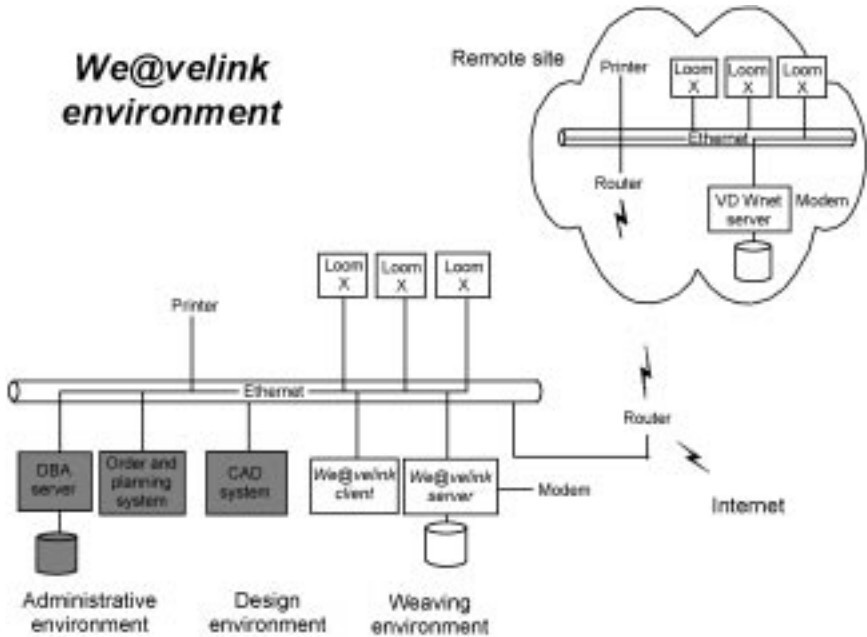 We@velink
environment
Remote site
Printer
Loom
X
Loom
X
Loom
X
Ethernet
Router
VD Wnet
server
Modem
Loom
X
Loom
X
Loom
X
Printer
Ethernet
Router
DBA
server
Order and
planning
system
CAD
system
We@velink
client
We@velink
server
Modem
Internet
Administrative
environment
Design
environment
Weaving
environment